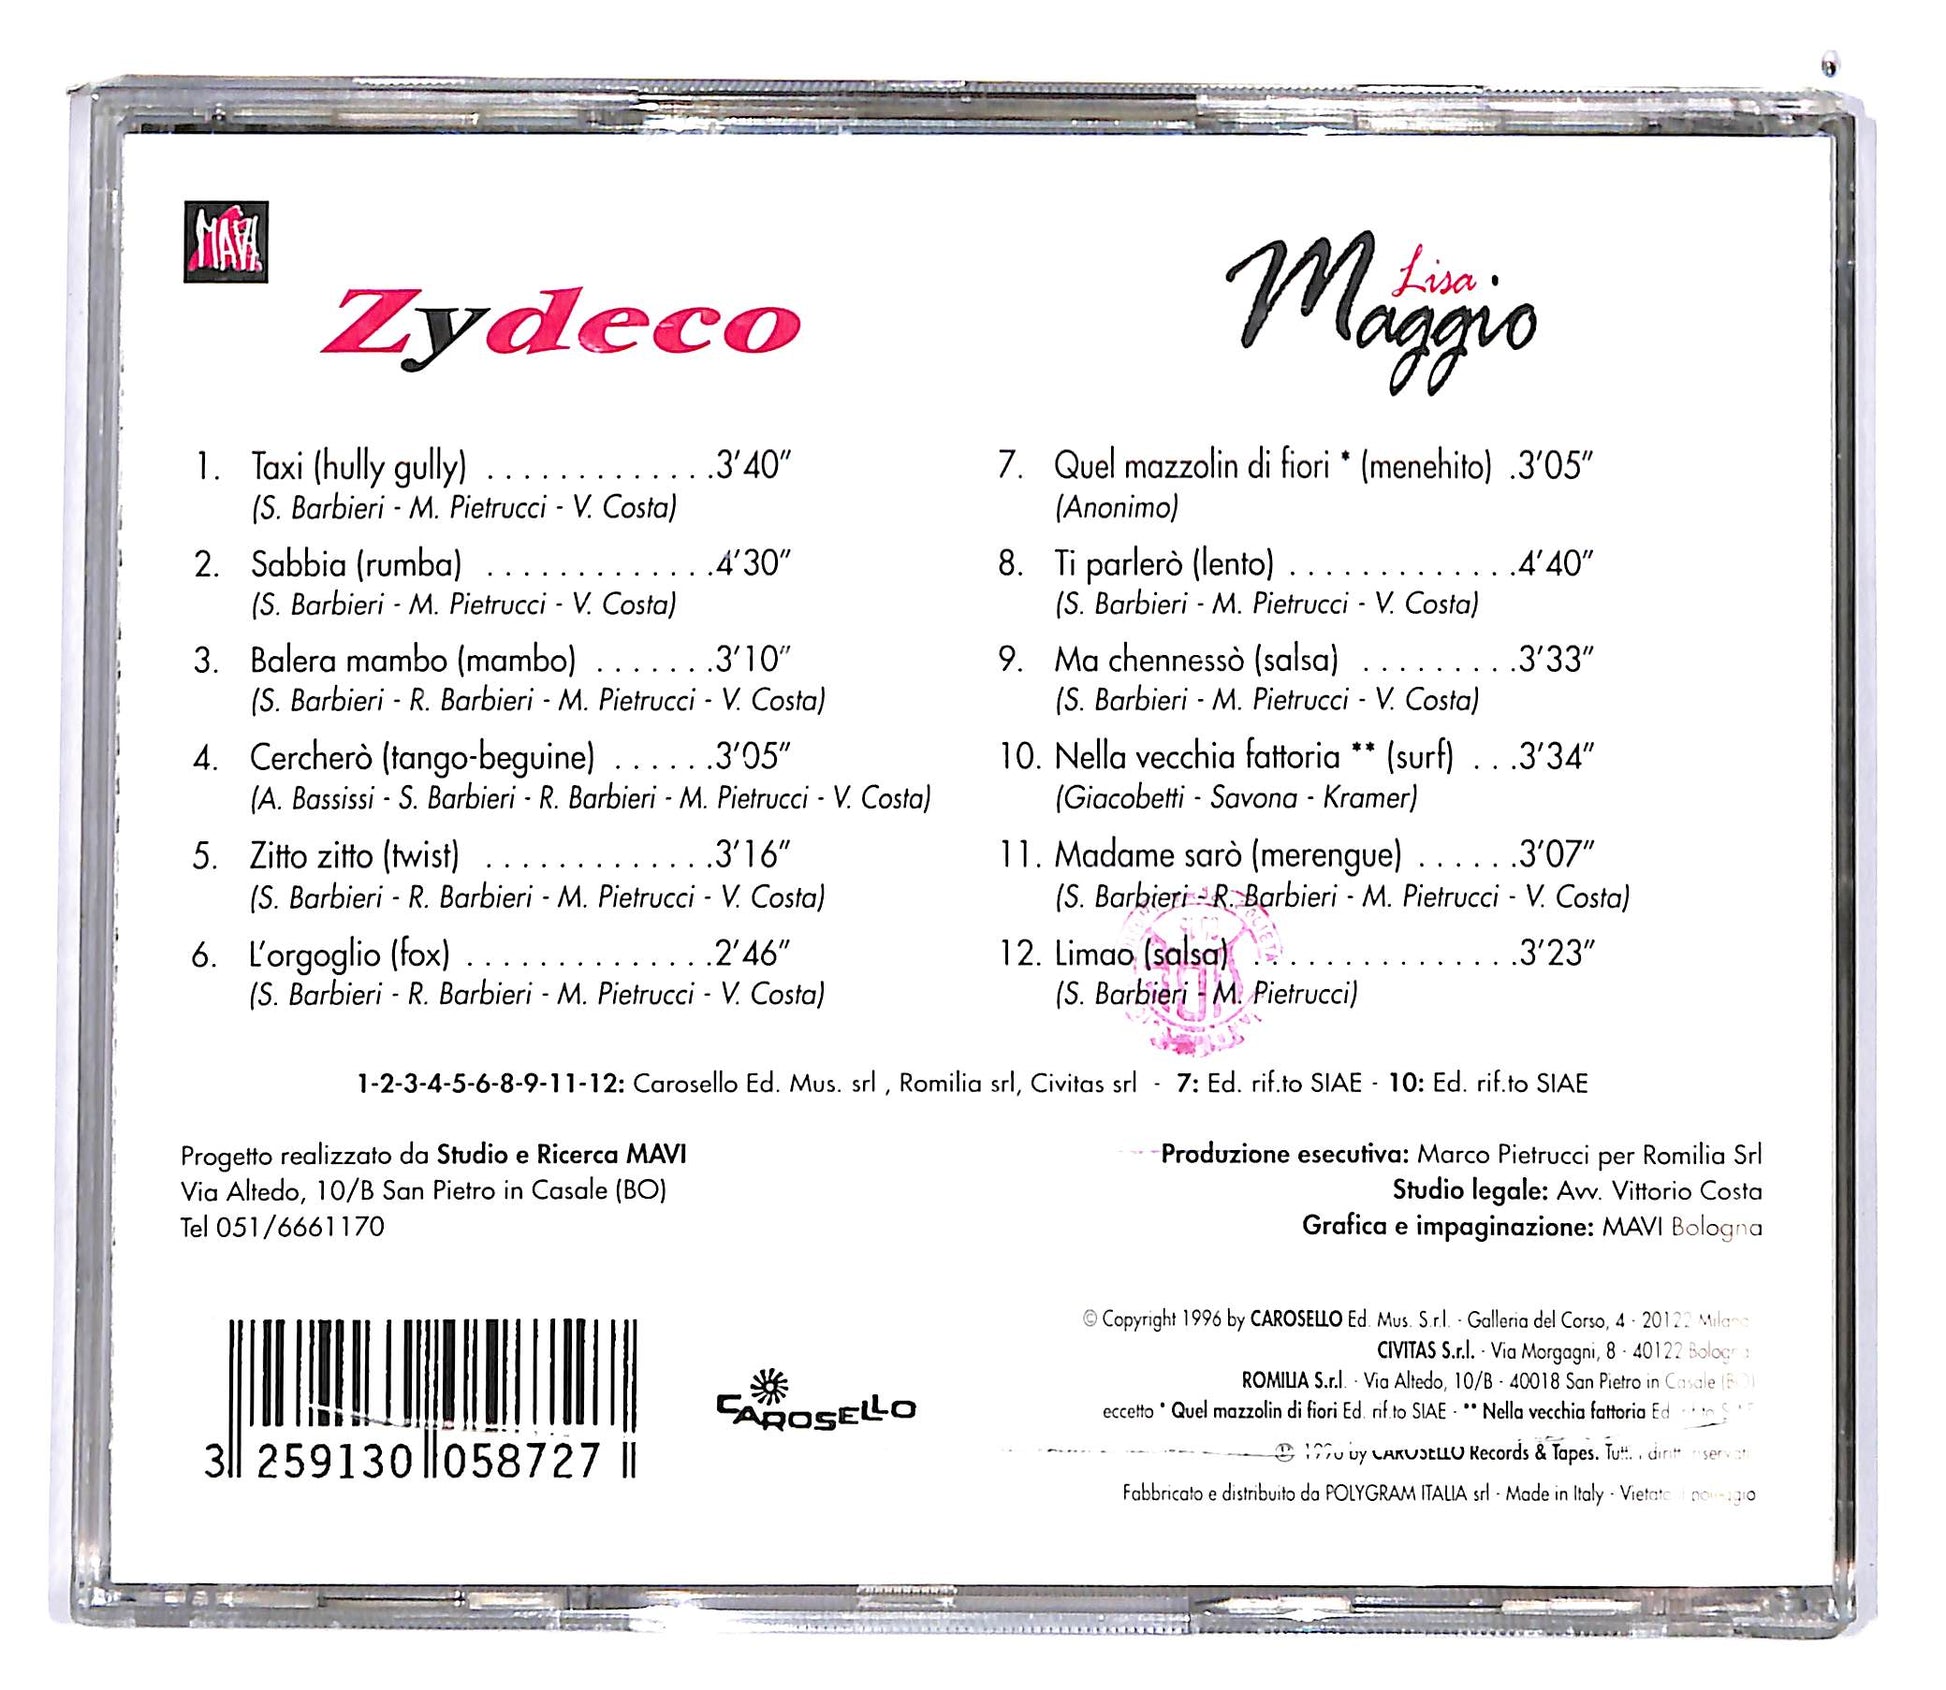 MAVI
Zydeco
Lisa
Maggio
1. Taxi (hully gully) .............3’40”
(S. Barbieri - M. Pietrucci - V. Costa)
2. Sabbia (rumba) .............4’30”
(S. Barbieri - M. Pietrucci - V. Costa)
3. Balera mambo (mambo) .......3’10”
(S. Barbieri - R. Barbieri - M. Pietrucci - V. Costa)
4. Cercherò (tango-beguine) ......3’05”
(A. Bassissi - S. Barbieri - R. Barbieri - M. Pietrucci - V. Costa)
5. Zitto zitto (twist) .............3’16”
(S. Barbieri - R. Barbieri - M. Pietrucci - V. Costa)
6. L’orgoglio (fox) ..............2’46”
(S. Barbieri - R. Barbieri - M. Pietrucci - V. Costa)
7. Quel mazzolin di fiori * (menehito) .3’05”
(Anonimo)
8. Ti parlerò (lento) .............4’40”
(S. Barbieri - M. Pietrucci - V. Costa)
9. Ma chennessò (salsa) .........3’33”
(S. Barbieri - M. Pietrucci - V. Costa)
10. Nella vecchia fattoria ** (surf) ...3’34”
(Giacobetti - Savona - Kramer)
11. Madame sarò (merengue) ......3’07”
(S. Barbieri - R. Barbieri - M. Pietrucci - V. Costa)
12. Limao (salsa) ...............3’23”
(S. Barbieri - M. Pietrucci)
1-2-3-4-5-6-8-9-11-12: Carosello Ed. Mus. srl , Romilia srl, Civitas srl - 7: Ed. rif.to SIAE - 10: Ed. rif.to SIAE
Progetto realizzato da Studio e Ricerca MAVI
Via Altedo, 10/B San Pietro in Casale (BO)
Tel 051/6661170
Produzione esecutiva: Marco Pietrucci per Romilia Srl
Studio legale: Avv. Vittorio Costa
Grafica e impaginazione: MAVI Bologna
3 259130 058727
CAROSELLO
© Copyright 1996 by CAROSELLO Ed. Mus. S.r.l. - Galleria del Corso, 4 - 20122 Milano
CIVITAS S.r.l. - Via Morgagni, 8 - 40122 Bologna
ROMILIA S.r.l. - Via Altedo, 10/B - 40018 San Pietro in Casale (BO)
eccetto * Quel mazzolin di fiori Ed. rif.to SIAE - ** Nella vecchia fattoria Ed
℗ 1996 by CAROSELLO Records & Tapes.
Fabbricato e distribuito da POLYGRAM ITALIA srl - Made in Italy -